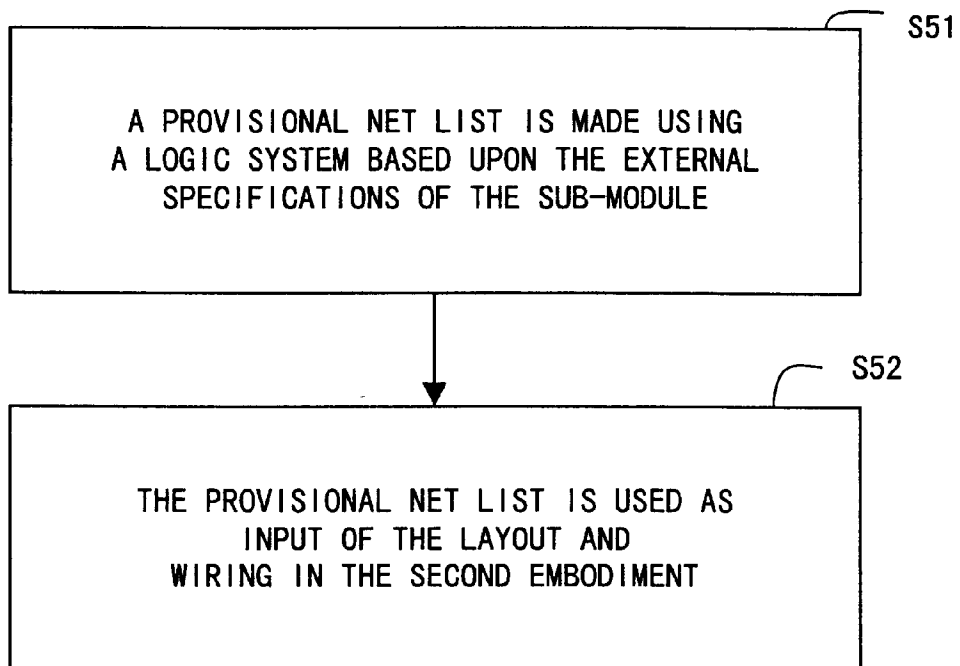 S51
A PROVISIONAL NET LIST IS MADE USING
A LOGIC SYSTEM BASED UPON THE EXTERNAL
SPECIFICATIONS OF THE SUB-MODULE
S52
THE PROVISIONAL NET LIST IS USED AS
INPUT OF THE LAYOUT AND
WIRING IN THE SECOND EMBODIMENT